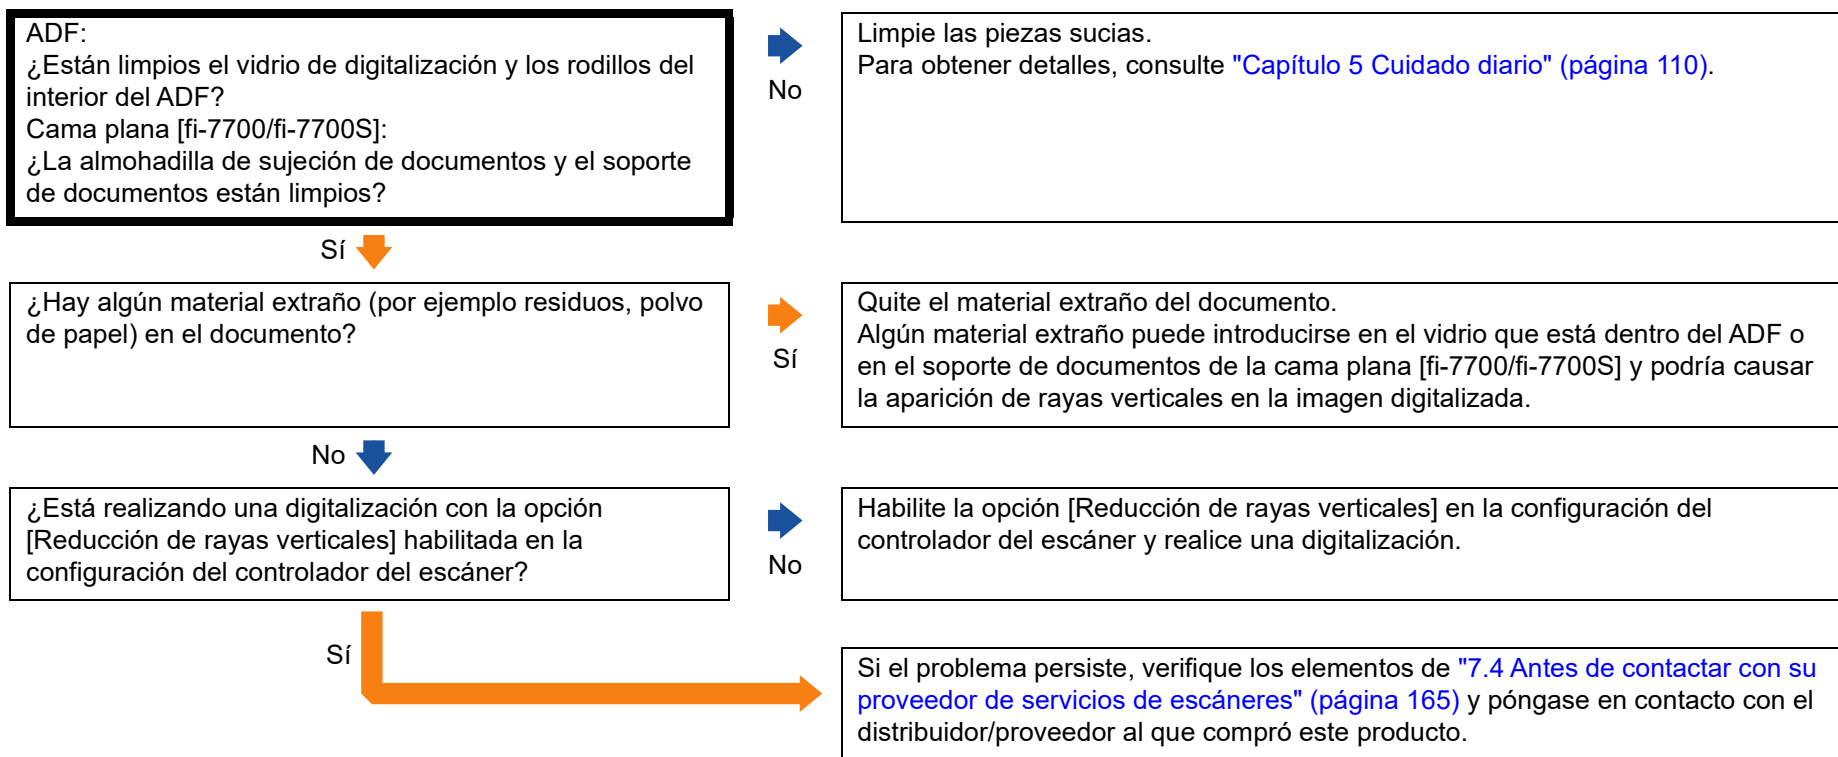 ADF:
¿Están limpios el vidrio de digitalización y los rodillos del
interior del ADF?
Cama plana [fi-7700/fi-7700S]:
¿La almohadilla de sujeción de documentos y el soporte
de documentos están limpios?
No
Limpie las piezas sucias.
Para obtener detalles, consulte "Capítulo 5 Cuidado diario" (página 110).
Sí
¿Hay algún material extraño (por ejemplo residuos, polvo
de papel) en el documento?
Sí
Quite el material extraño del documento.
Algún material extraño puede introducirse en el vidrio que está dentro del ADF o
en el soporte de documentos de la cama plana [fi-7700/fi-7700S] y podría causar
la aparición de rayas verticales en la imagen digitalizada.
No
¿Está realizando una digitalización con la opción
[Reducción de rayas verticales] habilitada en la
configuración del controlador del escáner?
No
Habilite la opción [Reducción de rayas verticales] en la configuración del
controlador del escáner y realice una digitalización.
Sí
Si el problema persiste, verifique los elementos de "7.4 Antes de contactar con su
proveedor de servicios de escáneres" (página 165) y póngase en contacto con el
distribuidor/proveedor al que compró este producto.